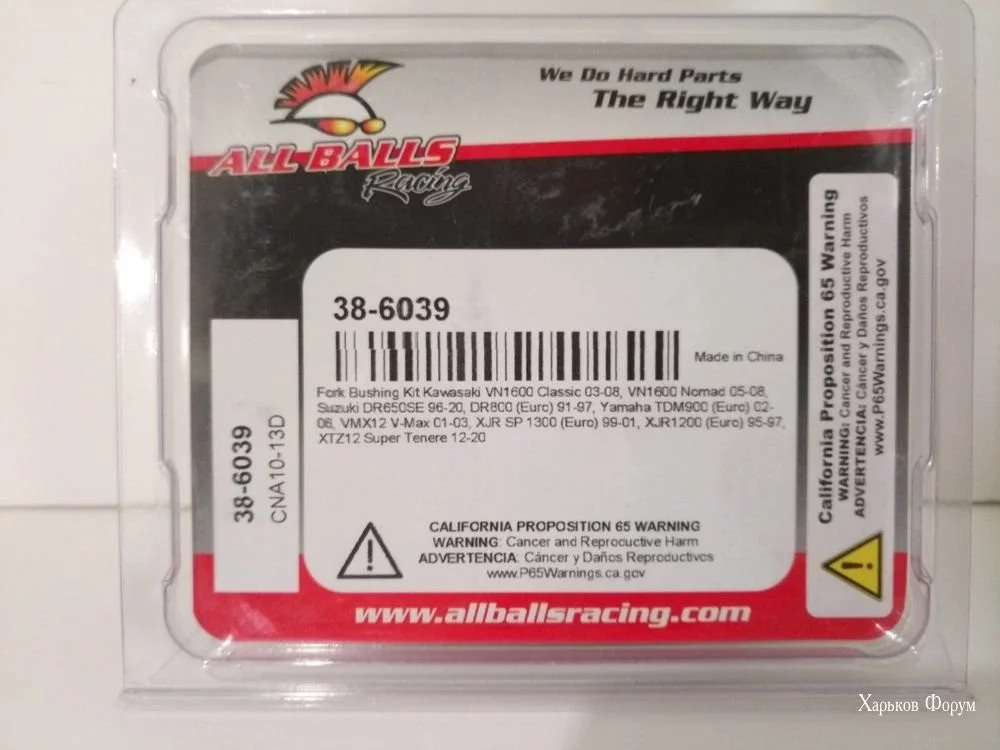 We Do Hard Parts
The Right Way
ALL BALLS
Racing
38-6039
Made in China
Fork Bushing Kit Kawasaki VN1600 Classic 03-08, VN1600 Nomad 05-08,
Suzuki DR650SE 96-20, DR800 (Euro) 91-97, Yamaha TDM900 (Euro) 02-
06, VMX12 V-Max 01-03, XJR SP 1300 (Euro) 99-01, XJR1200 (Euro) 95-97,
XTZ12 Super Tenere 12-20
CALIFORNIA PROPOSITION 65 WARNING
WARNING: Cancer and Reproductive Harm
ADVERTENCIA: Cáncer y Daños Reproductivos
www.P65Warnings.ca.gov
38-6039
CNA10-13D
California Proposition 65 Warning
WARNING: Cancer and Reproductive Harm
ADVERTENCIA: Cáncer y Daños Reproductivos
www.P65Warnings.ca.gov
www.allballsracing.com
Харьков Форум